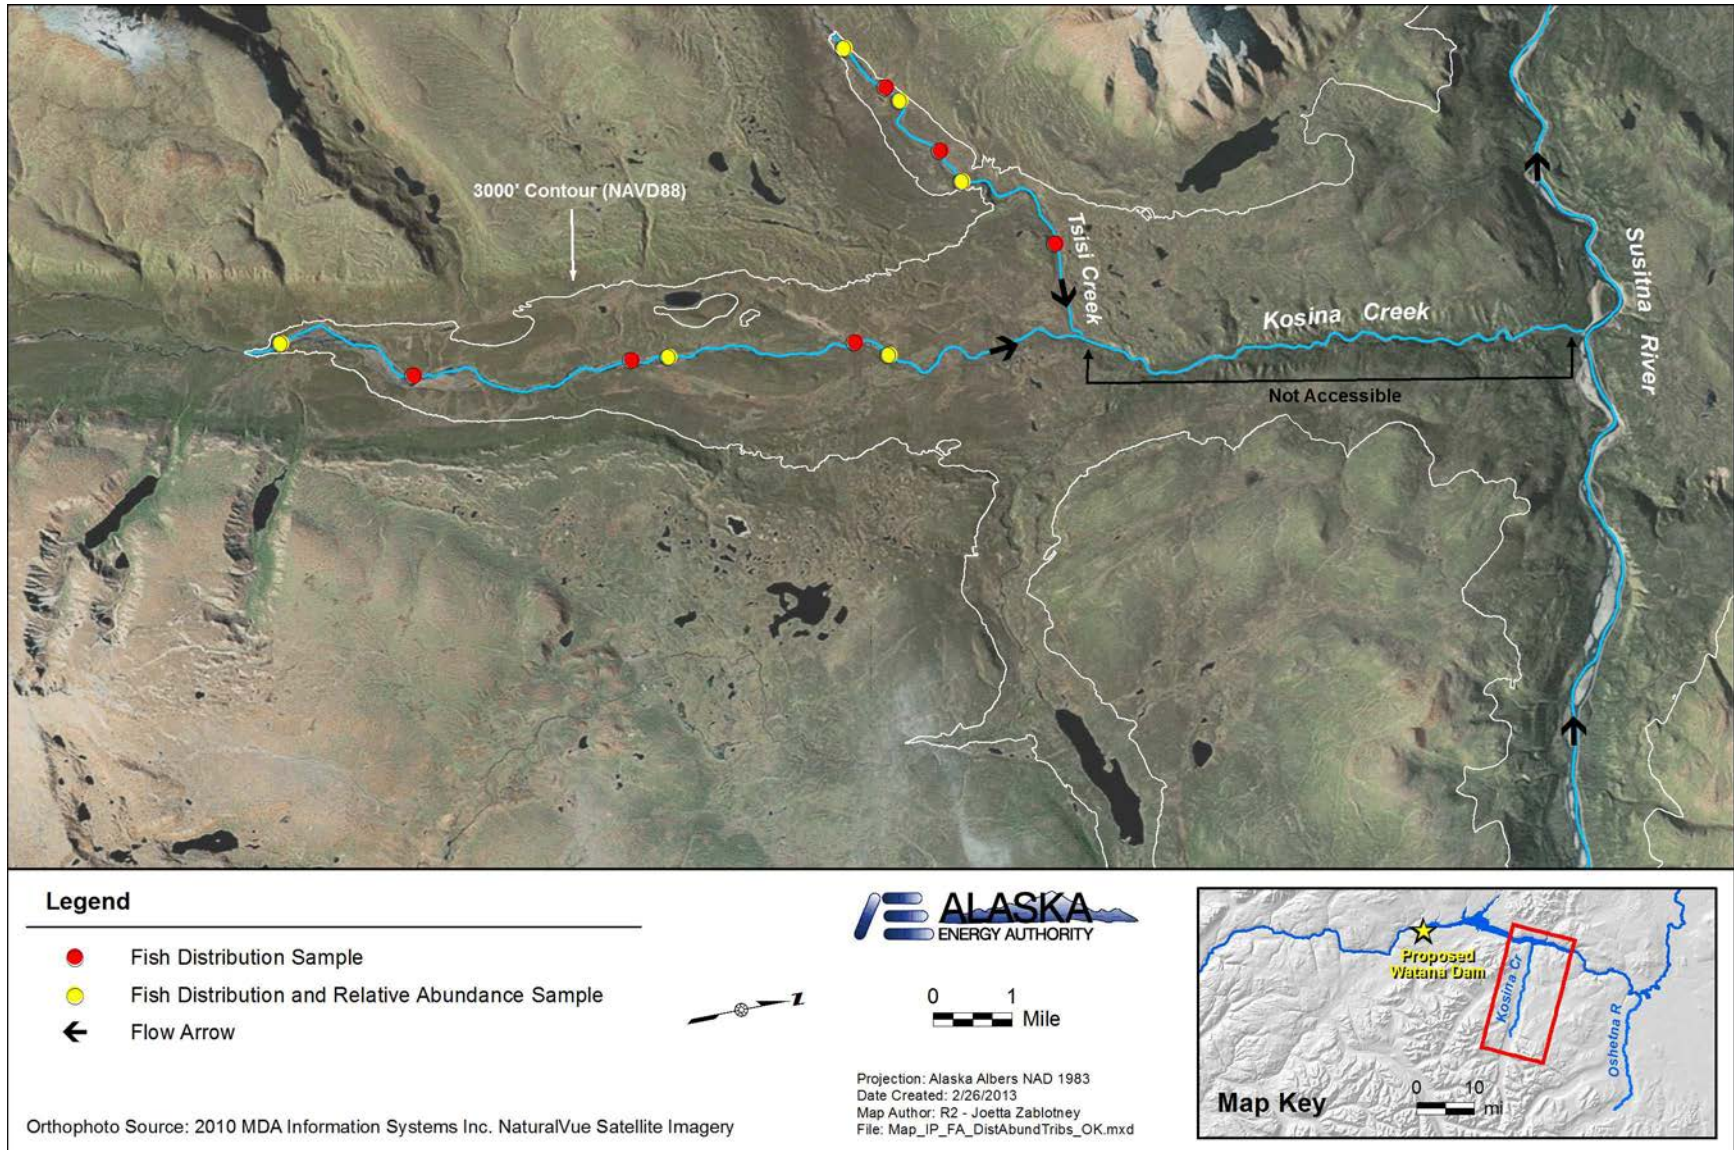 3000' Contour (NAVD88)
Tsisi Creek
Kosina Creek
Susitna River
Not Accessible
Legend
Fish Distribution Sample
Fish Distribution and Relative Abundance Sample
Flow Arrow
Orthophoto Source: 2010 MDA Information Systems Inc. NaturalVue Satellite Imagery
ALASKA
ENERGY AUTHORITY
N
0 1
Mile
Projection: Alaska Albers NAD 1983
Date Created: 2/26/2013
Map Author: R2 - Joetta Zablotney
File: Map_IP_FA_DistAbundTribs_OK.mxd
Proposed
Watana Dam
Kosina Cr
Oshetna R
0 10
mi
Map Key